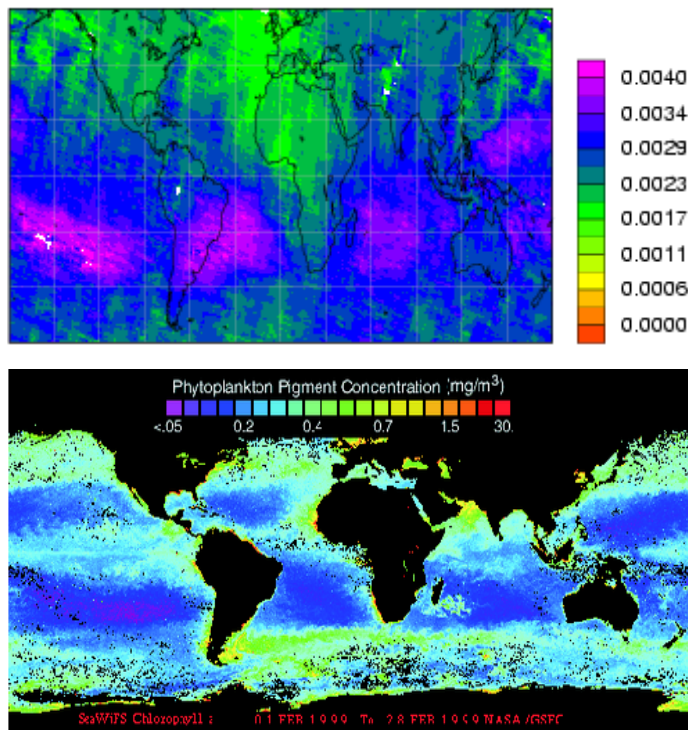 0.0040
0.0034
0.0029
0.0023
0.0017
0.0011
0.0006
0.0000
Phytoplankton Pigment Concentration (mg/m³)
<.05 0.2 0.4 0.7 1.5 30.
SeaWiFS Chlorophyll : 01 FEB 1999 To 28 FEB 1999 NASA/GSFC